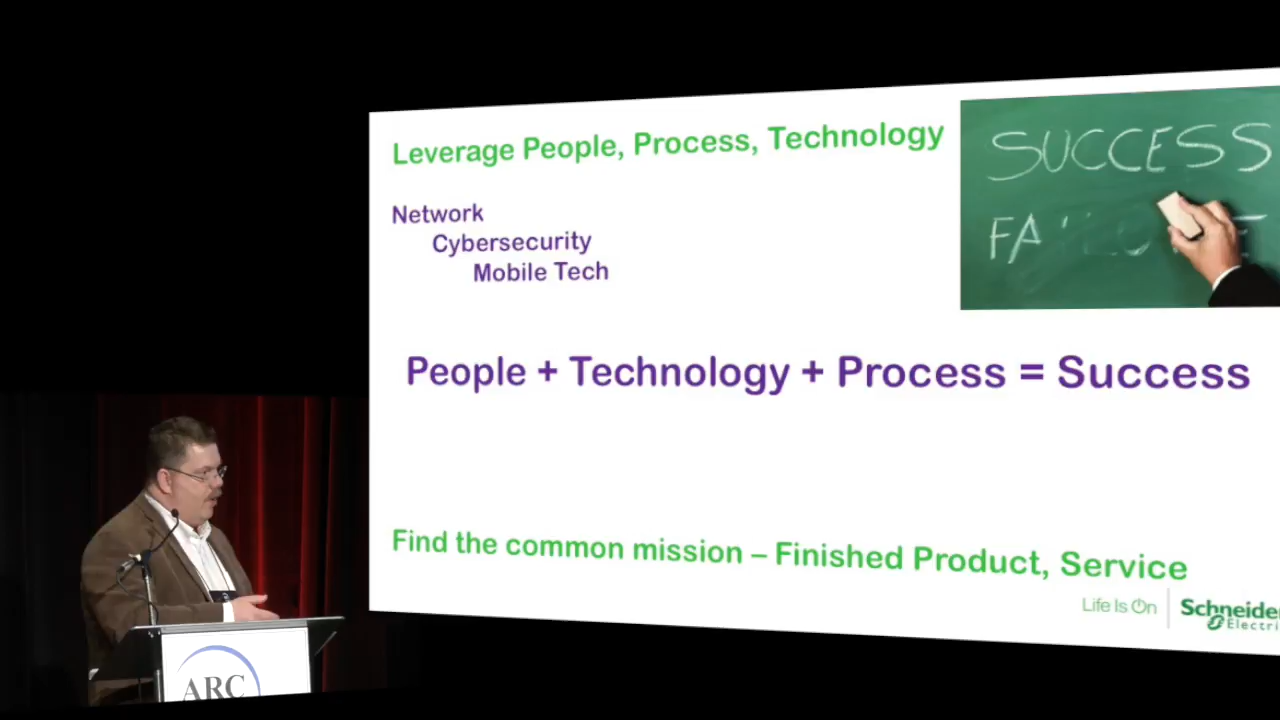 Leverage People, Process, Technology
SUCCESS
Network
Cybersecurity
Mobile Tech
People + Technology + Process = Success
Find the common mission – Finished Product, Service
Life Is On
Schneider
Electri
ARC